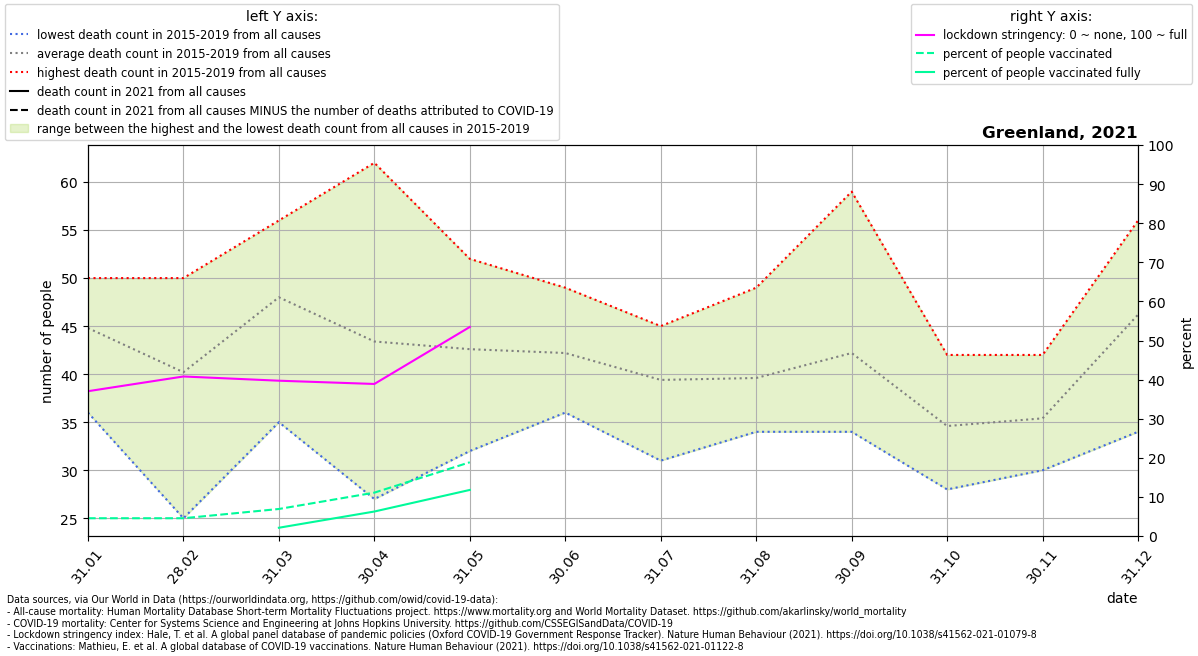 left Y axis:
lowest death count in 2015-2019 from all causes
average death count in 2015-2019 from all causes
highest death count in 2015-2019 from all causes
death count in 2021 from all causes
death count in 2021 from all causes MINUS the number of deaths attributed to COVID-19
range between the highest and the lowest death count from all causes in 2015-2019
right Y axis:
lockdown stringency: 0 ~ none, 100 ~ full
percent of people vaccinated
percent of people vaccinated fully
Greenland, 2021
number of people
60
55
50
45
40
35
30
25
100
90
80
70
60
50
40
30
20
10
0
percent
31.01
28.02
31.03
30.04
31.05
30.06
31.07
31.08
30.09
31.10
30.11
31.12
date
Data sources, via Our World in Data (https://ourworldindata.org, https://github.com/owid/covid-19-data):
- All-cause mortality: Human Mortality Database Short-term Mortality Fluctuations project. https://www.mortality.org and World Mortality Dataset. https://github.com/akarlinsky/world_mortality
- COVID-19 mortality: Center for Systems Science and Engineering at Johns Hopkins University. https://github.com/CSSEGISandData/COVID-19
- Lockdown stringency index: Hale, T. et al. A global panel database of pandemic policies (Oxford COVID-19 Government Response Tracker). Nature Human Behaviour (2021). https://doi.org/10.1038/s41562-021-01079-8
- Vaccinations: Mathieu, E. et al. A global database of COVID-19 vaccinations. Nature Human Behaviour (2021). https://doi.org/10.1038/s41562-021-01122-8